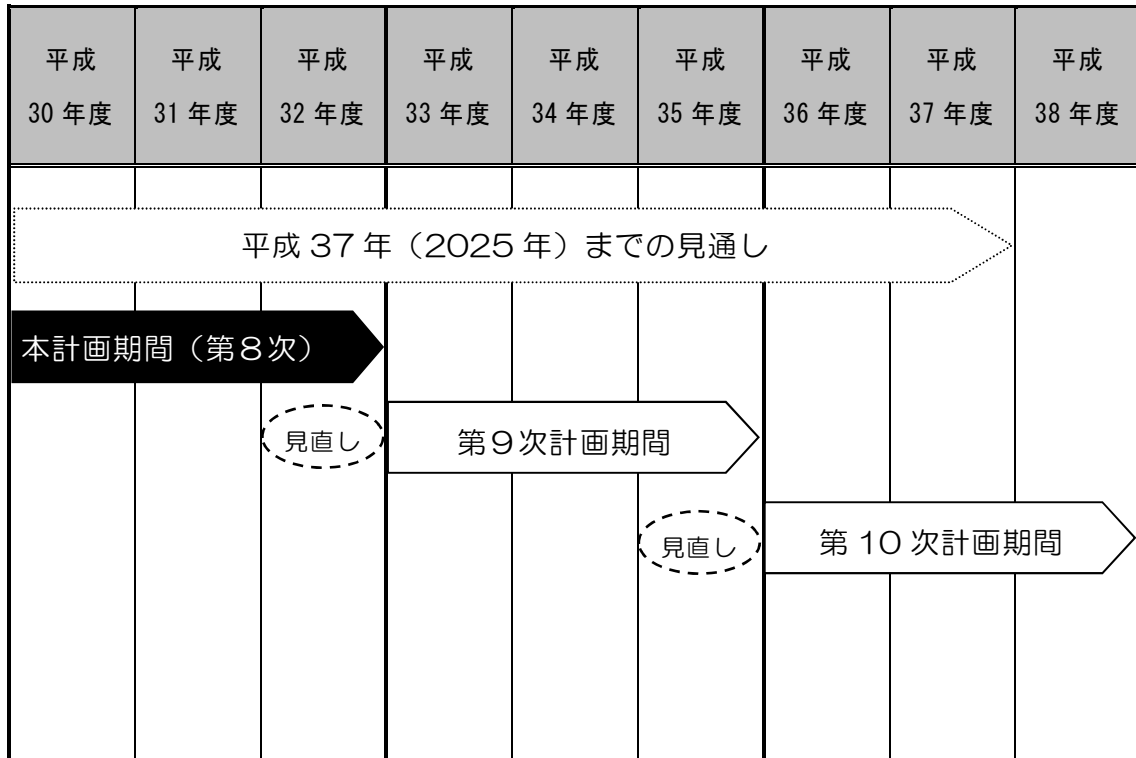 平成 平成 平成 平成 平成 平成 平成 平成 平成
30 年度 31 年度 32 年度 33 年度 34 年度 35 年度 36 年度 37 年度 38 年度
平成 37 年（2025 年）までの見通し
本計画期間（第８次）
見直し 第９次計画期間
見直し 第 10 次計画期間